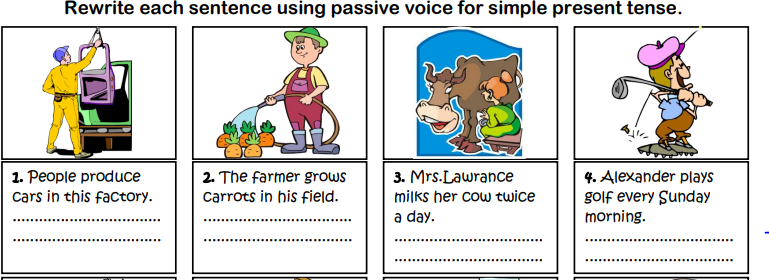 Rewrite each sentence using passive voice for simple present tense.
1. People produce
cars in this factory.
................................
................................
2. The farmer grows
carrots in his field.
................................
................................
3. Mrs.Lawrance
milks her cow twice
a day.
................................
................................
4. Alexander plays
golf every Sunday
morning.
................................
................................